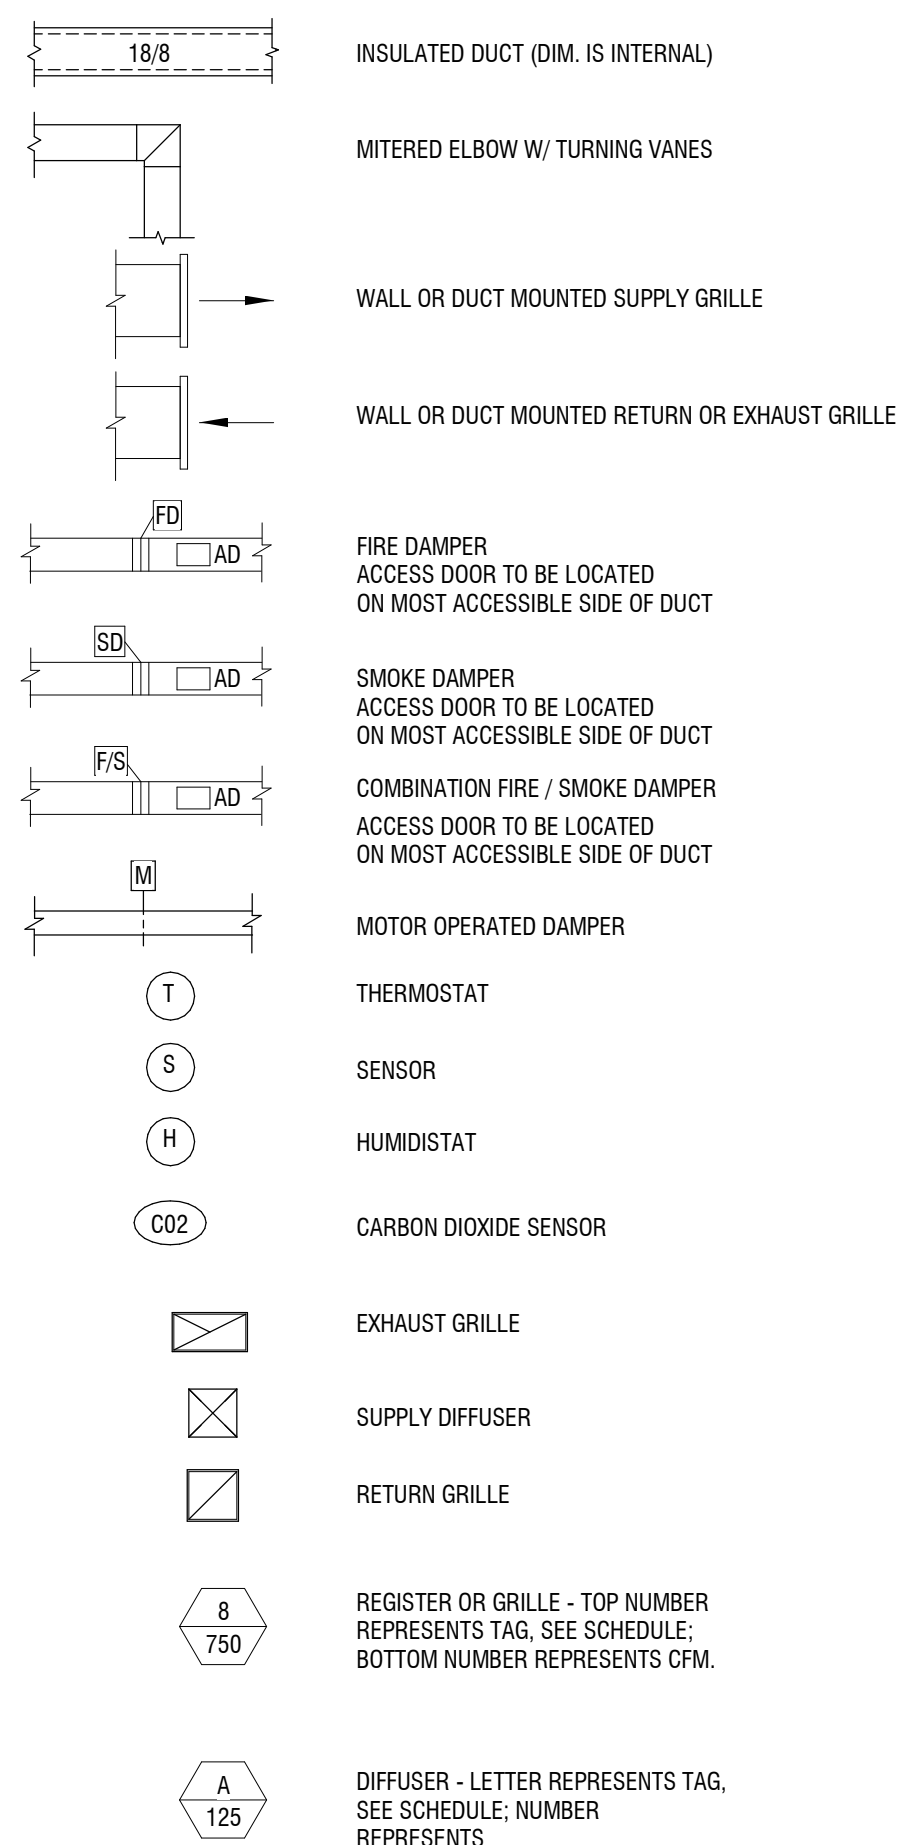 18/8 INSULATED DUCT (DIM. IS INTERNAL)
MITERED ELBOW W/ TURNING VANES
WALL OR DUCT MOUNTED SUPPLY GRILLE
WALL OR DUCT MOUNTED RETURN OR EXHAUST GRILLE
FD
AD
FIRE DAMPER
ACCESS DOOR TO BE LOCATED
ON MOST ACCESSIBLE SIDE OF DUCT
SD
AD
SMOKE DAMPER
ACCESS DOOR TO BE LOCATED
ON MOST ACCESSIBLE SIDE OF DUCT
F/S
AD
COMBINATION FIRE / SMOKE DAMPER
ACCESS DOOR TO BE LOCATED
ON MOST ACCESSIBLE SIDE OF DUCT
M
MOTOR OPERATED DAMPER
T THERMOSTAT
S SENSOR
H HUMIDISTAT
C02 CARBON DIOXIDE SENSOR
EXHAUST GRILLE
SUPPLY DIFFUSER
RETURN GRILLE
8
750
REGISTER OR GRILLE - TOP NUMBER
REPRESENTS TAG, SEE SCHEDULE;
BOTTOM NUMBER REPRESENTS CFM.
A
125
DIFFUSER - LETTER REPRESENTS TAG,
SEE SCHEDULE; NUMBER
REPRESENTS